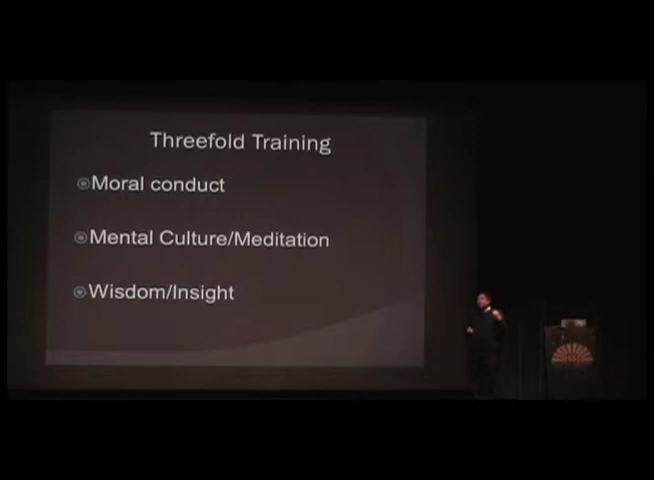 Threefold Training
Moral conduct
Mental Culture/Meditation
Wisdom/Insight